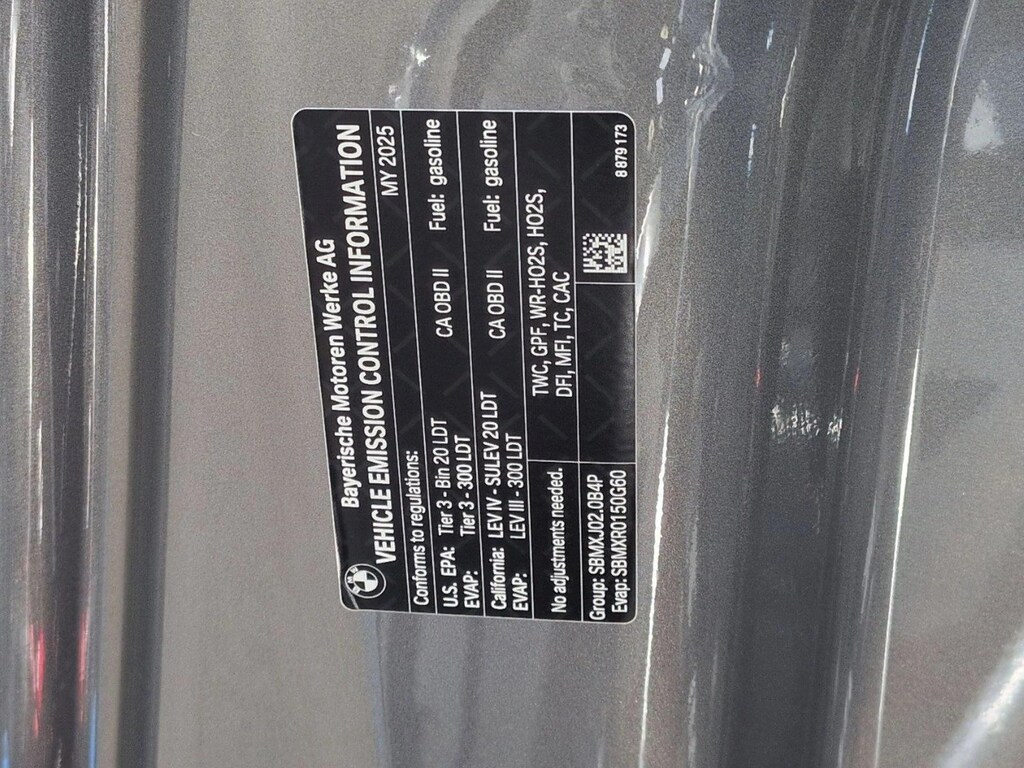 Bayerische Motoren Werke AG
VEHICLE EMISSION CONTROL INFORMATION
MY 2025
Conforms to regulations:
U.S. EPA: Tier 3 - Bin 20 LDT CA OBD II Fuel: gasoline
EVAP: Tier 3 - 300 LDT
California: LEV IV - SULEV 20 LDT CA OBD II Fuel: gasoline
EVAP: LEV III - 300 LDT
No adjustments needed.
TWC, GPF, WR-HO2S, HO2S,
DFI, MFI, TC, CAC
Group: SBMXJ02.0B4P
Evap: SBMXR0150G60
8 879 173